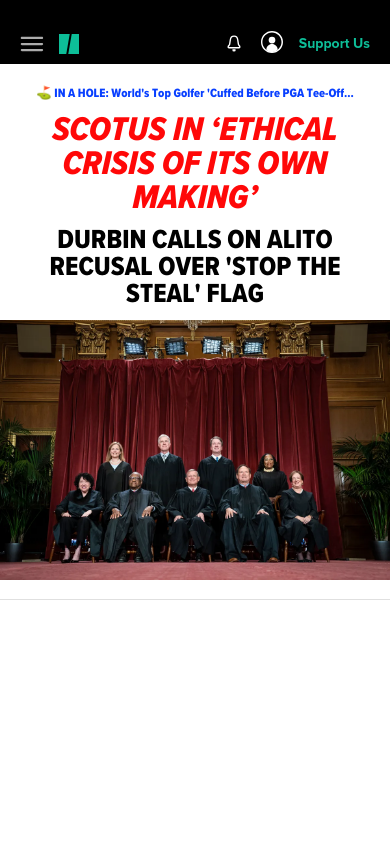 Support Us
⛳ IN A HOLE: World's Top Golfer 'Cuffed Before PGA Tee-Off...
SCOTUS IN ‘ETHICAL
CRISIS OF ITS OWN
MAKING’
DURBIN CALLS ON ALITO
RECUSAL OVER 'STOP THE
STEAL' FLAG